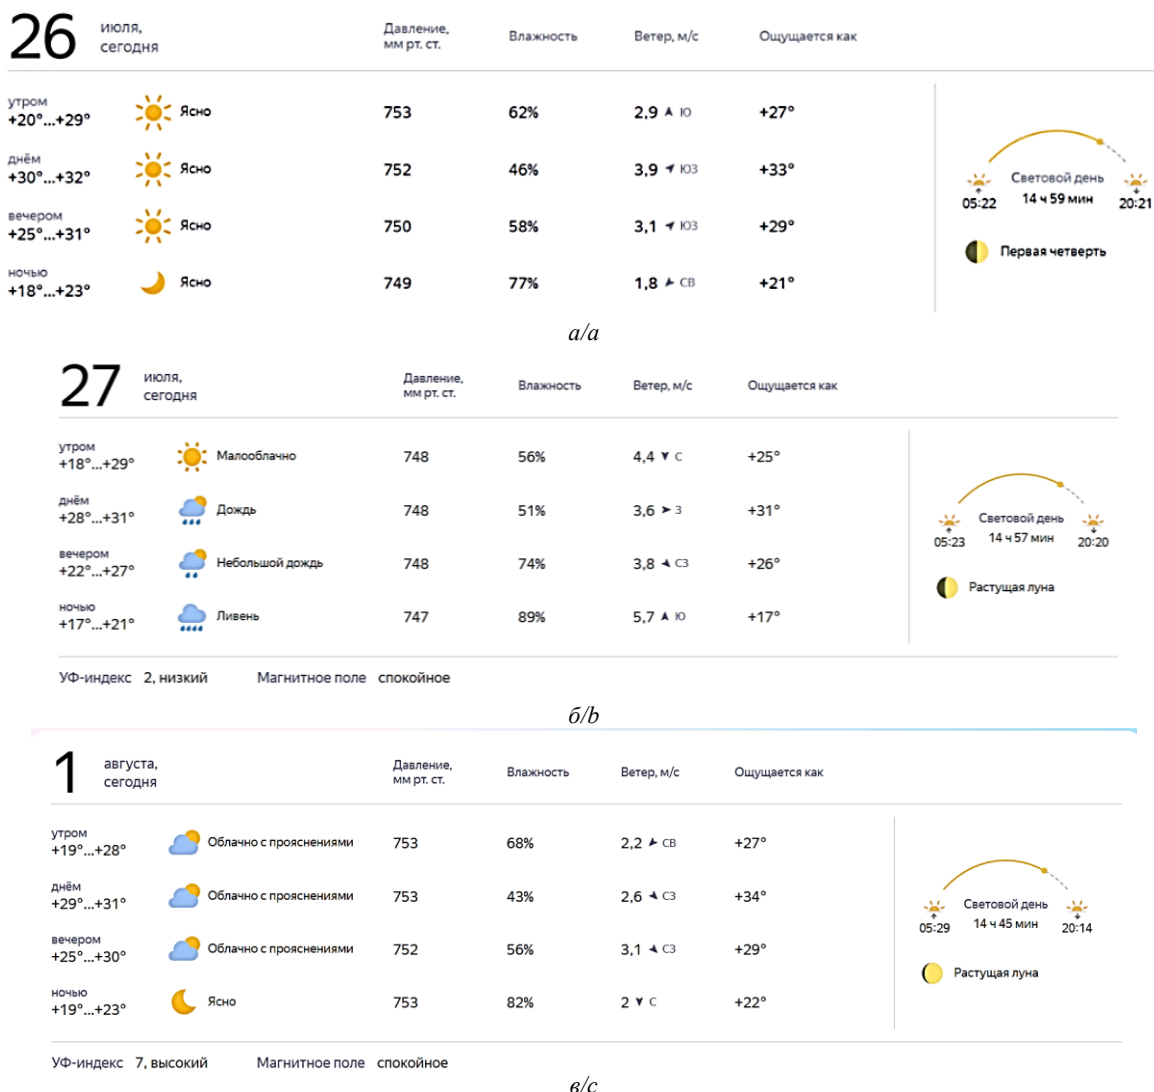 26 июля, сегодня Давление, мм рт. ст. Влажность Ветер, м/с Ощущается как
утром
+20°...+29° Ясно 753 62% 2,9 Ю +27°
днём
+30°...+32° Ясно 752 46% 3,9 ЮЗ +33°
вечером
+25°...+31° Ясно 750 58% 3,1 ЮЗ +29°
ночью
+18°...+23° Ясно 749 77% 1,8 СВ +21°
Световой день
05:22 14 ч 59 мин 20:21
Первая четверть
а/a
27 июля, сегодня Давление, мм рт. ст. Влажность Ветер, м/с Ощущается как
утром
+18°...+29° Малооблачно 748 56% 4,4 С +25°
днём
+28°...+31° Дождь 748 51% 3,6 З +31°
вечером
+22°...+27° Небольшой дождь 748 74% 3,8 СЗ +26°
ночью
+17°...+21° Ливень 747 89% 5,7 Ю +17°
Световой день
05:23 14 ч 57 мин 20:20
Растущая луна
УФ-индекс 2, низкий Магнитное поле спокойное
б/b
1 августа, сегодня Давление, мм рт. ст. Влажность Ветер, м/с Ощущается как
утром
+19°...+28° Облачно с прояснениями 753 68% 2,2 СВ +27°
днём
+29°...+31° Облачно с прояснениями 753 43% 2,6 СЗ +34°
вечером
+25°...+30° Облачно с прояснениями 752 56% 3,1 СЗ +29°
ночью
+19°...+23° Ясно 753 82% 2 С +22°
Световой день
05:29 14 ч 45 мин 20:14
Растущая луна
УФ-индекс 7, высокий Магнитное поле спокойное
в/c